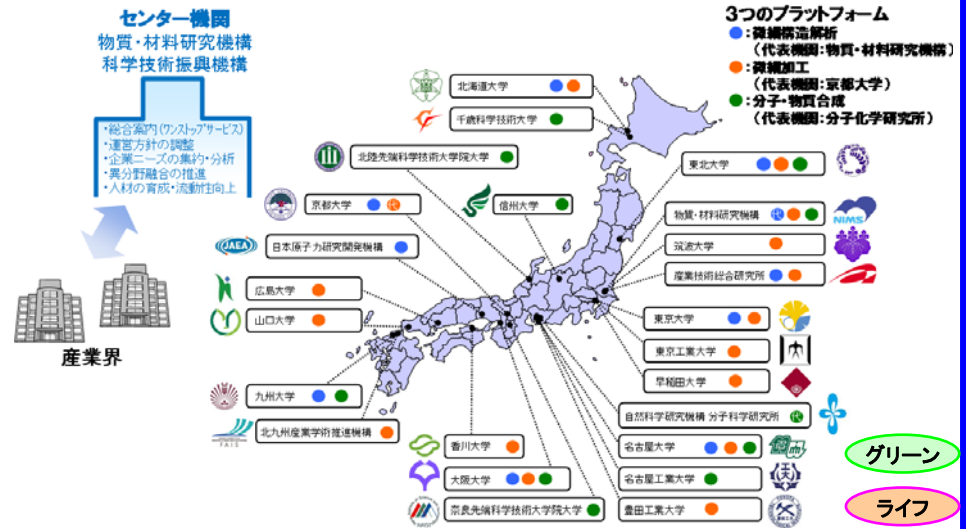 センター機関
物質・材料研究機構
科学技術振興機構
・総合案内(ワンストップサービス)
・運営方針の調整
・企業ニーズの集約・分析
・異分野融合の推進
・人材の育成・流動性向上
産業界
3つのプラットフォーム
：微細構造解析
(代表機関：物質・材料研究機構)
：微細加工
(代表機関：京都大学)
：分子・物質合成
(代表機関：分子化学研究所)
北海道大学
千歳科学技術大学
北陸先端科学技術大学院大学
京都大学 代
信州大学
JAEA 日本原子力研究開発機構
広島大学
山口大学
九州大学
FAIS 北九州産業学術推進機構
香川大学
大阪大学
奈良先端科学技術大学院大学
東北大学
物質・材料研究機構 代 NIMS
筑波大学
産業技術総合研究所
東京大学
東京工業大学
早稲田大学
自然科学研究機構 分子科学研究所 代
名古屋大学
名古屋工業大学
豊田工業大学
グリーン
ライフ